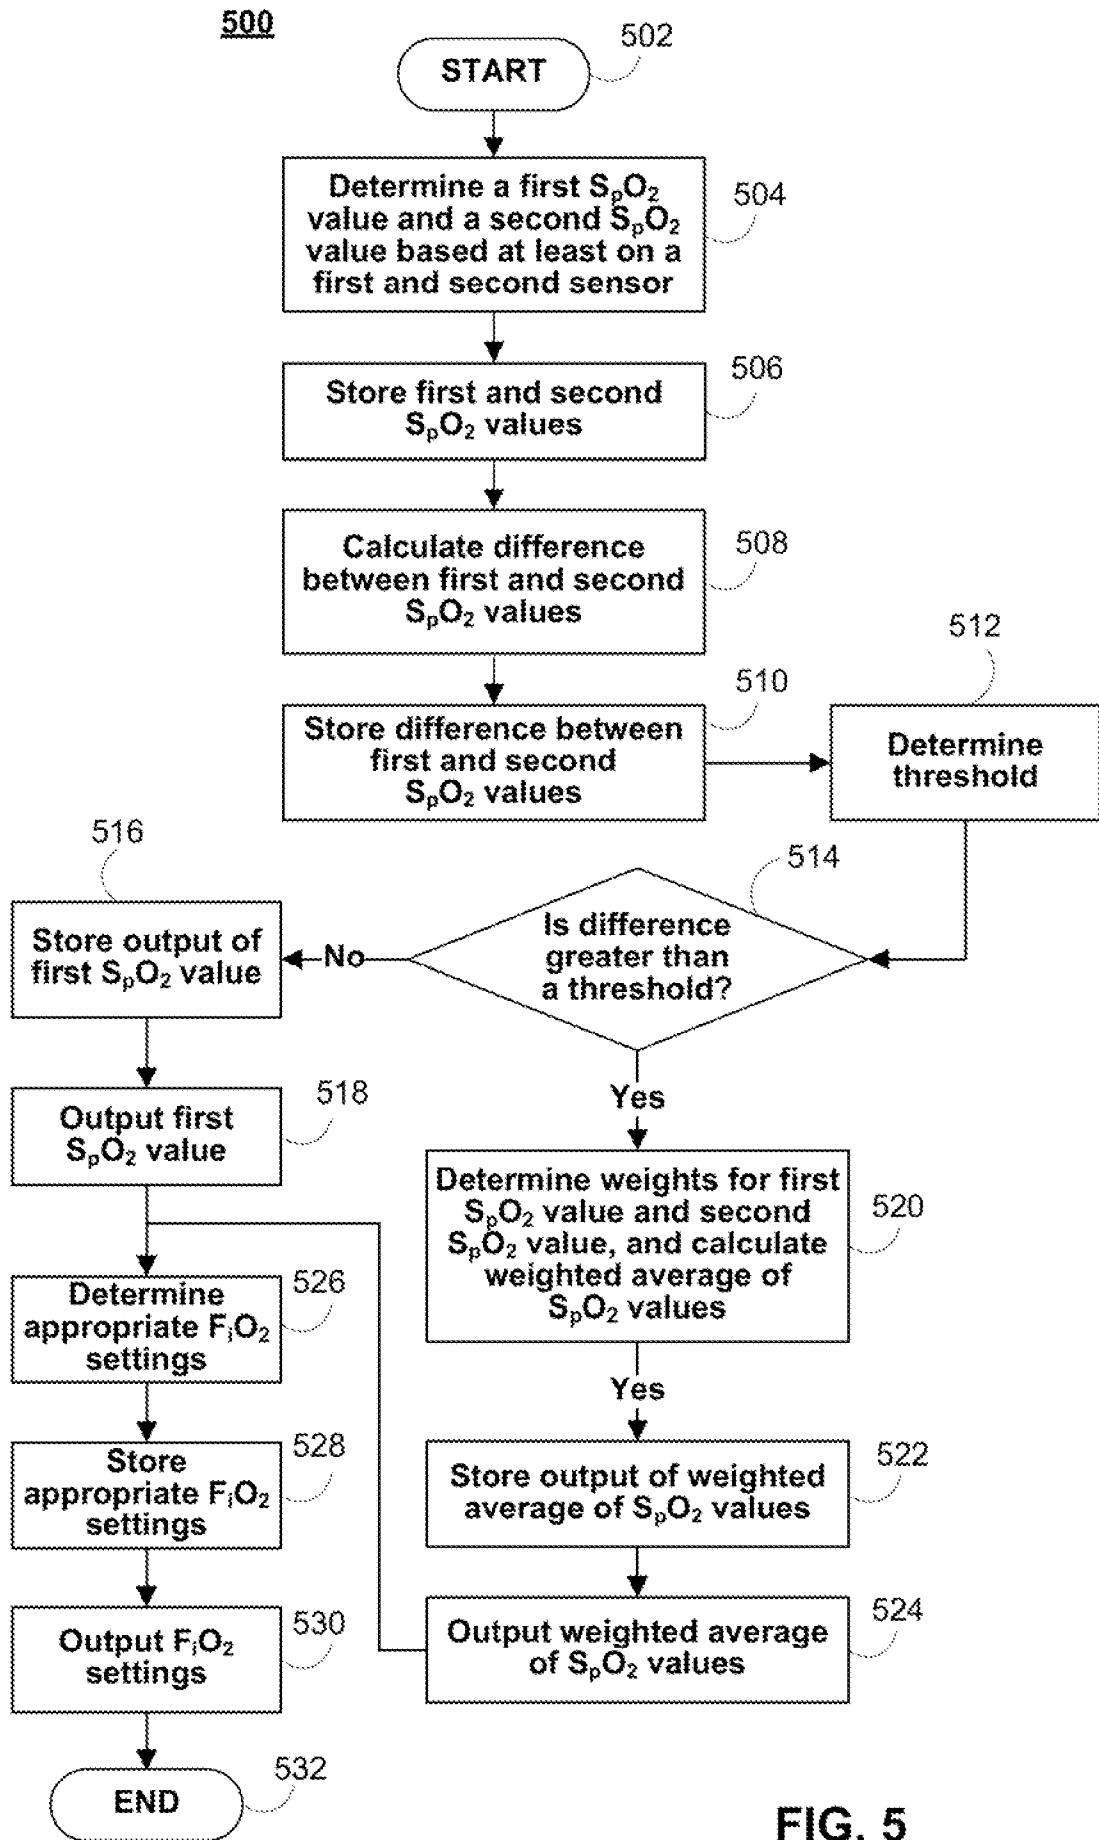 500
START
502
Determine a first SpO2
value and a second SpO2
value based at least on a
first and second sensor
504
Store first and second
SpO2 values
506
Calculate difference
between first and second
SpO2 values
508
Store difference between
first and second
SpO2 values
510
Determine
threshold
512
Is difference
greater than
a threshold?
514
No
Store output of
first SpO2 value
516
Output first
SpO2 value
518
Yes
Determine weights for first
SpO2 value and second
SpO2 value, and calculate
weighted average of
SpO2 values
520
Yes
Store output of weighted
average of SpO2 values
522
Output weighted average
of SpO2 values
524
Determine
appropriate FiO2
settings
526
Store
appropriate FiO2
settings
528
Output FiO2
settings
530
END
532
FIG. 5